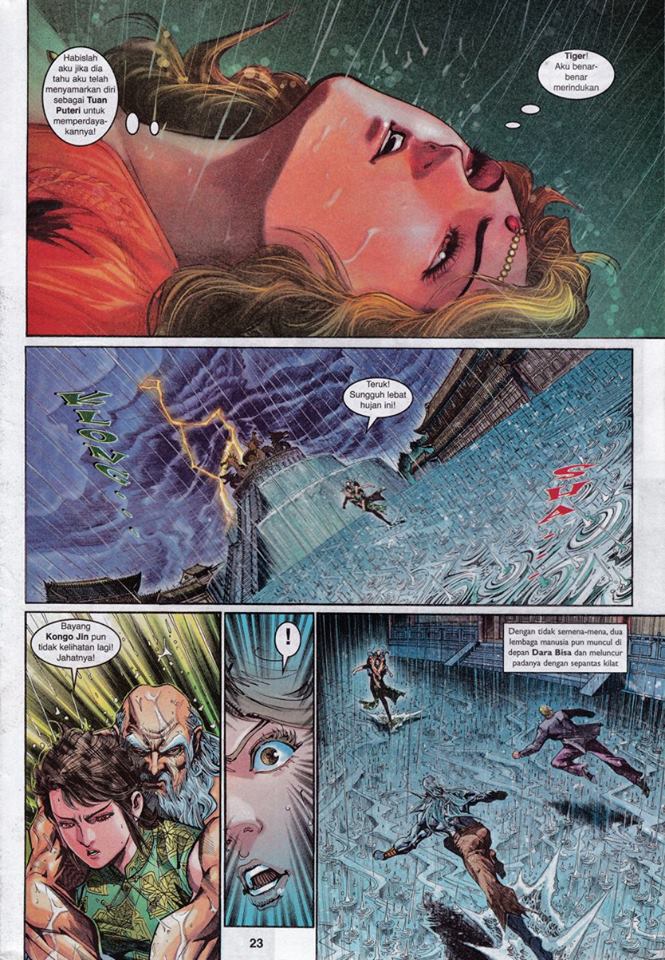 Habislah
aku jika dia
tahu aku telah
menyamarkan diri
sebagai Tuan
Puteri untuk
memperdaya-
kannya!
Tiger!
Aku benar-
benar
merindukan
KLONG...
Teruk!
Sungguh lebat
hujan ini!
SHA...
Bayang
Kongo Jin pun
tidak kelihatan lagi!
Jahatnya!
!
Dengan tidak semena-mena, dua
lembaga manusia pun muncul di
depan Dara Bisa dan meluncur
padanya dengan sepantas kilat
23